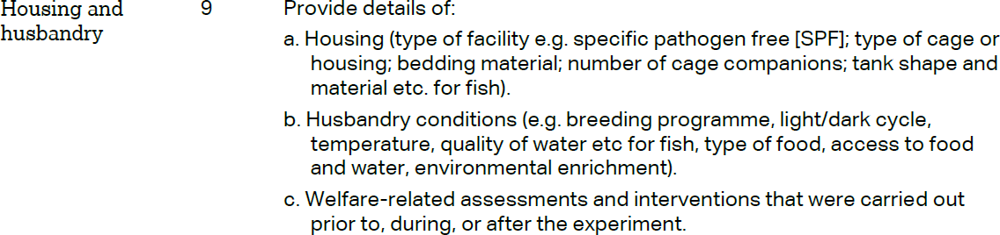 Housing and husbandry
9
Provide details of:
a. Housing (type of facility e.g. specific pathogen free [SPF]; type of cage or
housing; bedding material; number of cage companions; tank shape and
material etc. for fish).
b. Husbandry conditions (e.g. breeding programme, light/dark cycle,
temperature, quality of water etc for fish, type of food, access to food
and water, environmental enrichment).
c. Welfare-related assessments and interventions that were carried out
prior to, during, or after the experiment.